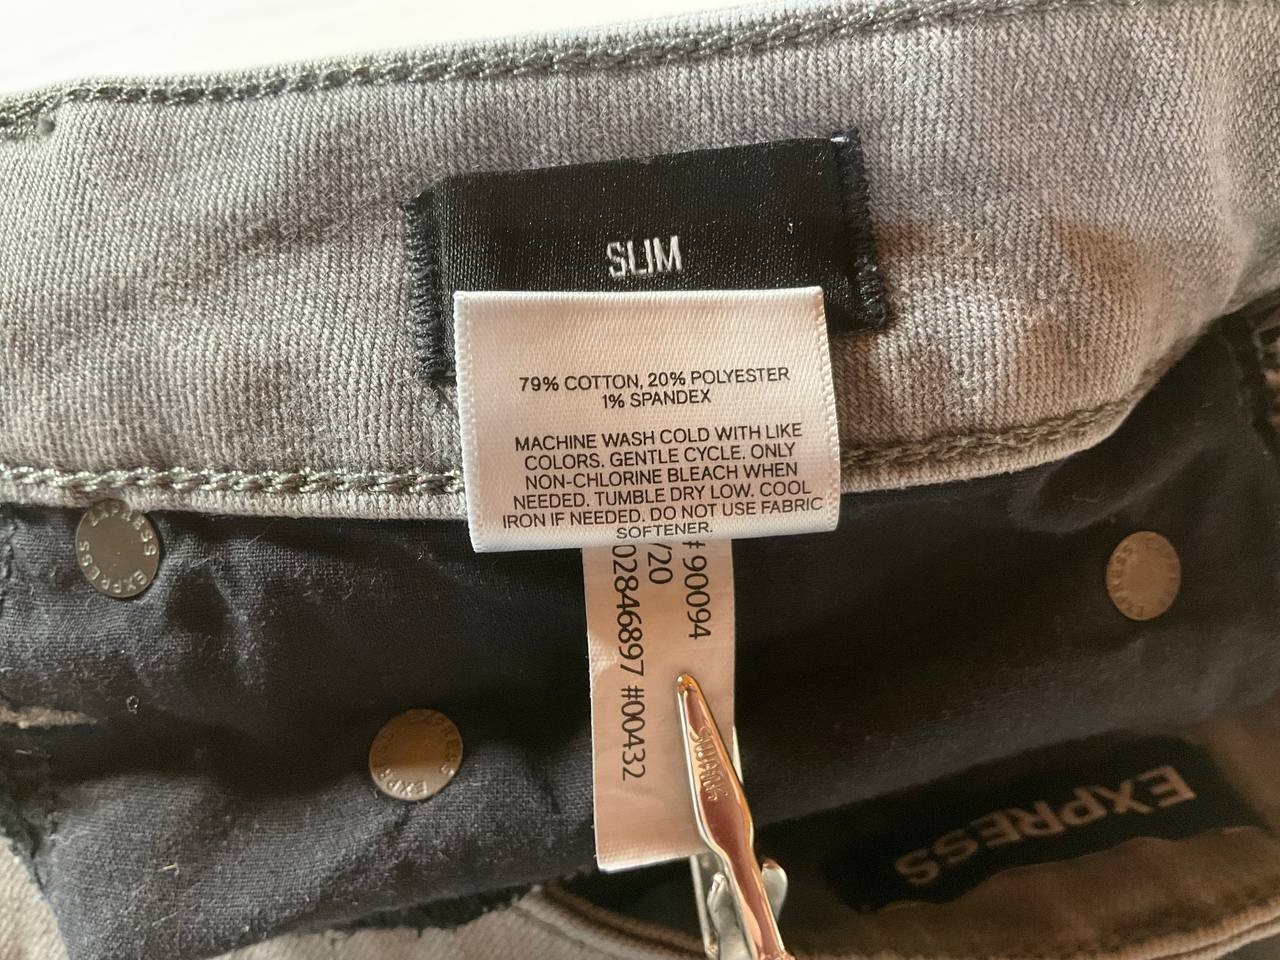 SLIM
79% COTTON, 20% POLYESTER
1% SPANDEX
MACHINE WASH COLD WITH LIKE
COLORS. GENTLE CYCLE. ONLY
NON-CHLORINE BLEACH WHEN
NEEDED. TUMBLE DRY LOW. COOL
IRON IF NEEDED. DO NOT USE FABRIC
SOFTENER.
# 90094
/20
02846897 #00432
EXPRESS EXPRESS
EXPRESS EXPRESS
EXPRESS
EXPRESS